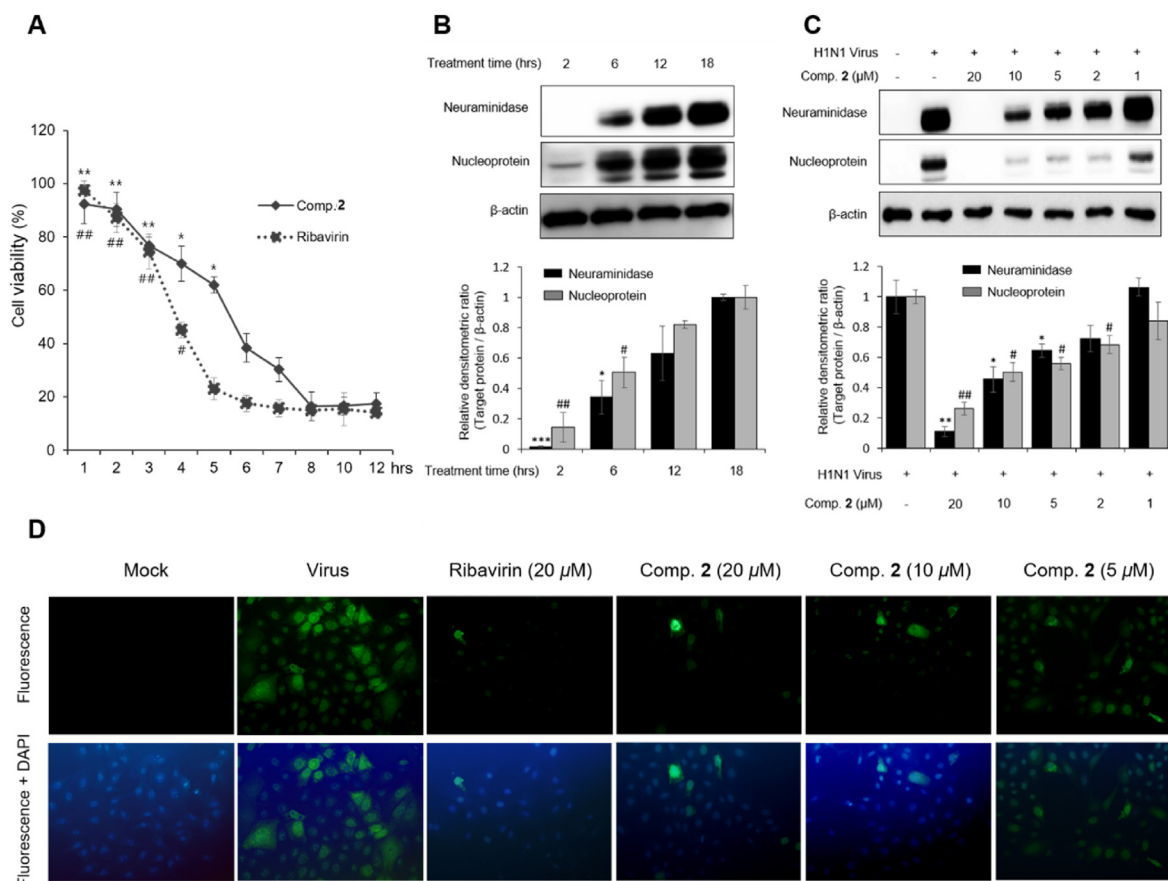 A
120
100
80
60
40
20
0
Cell viability (%)
** ** ** * *
## ## ## #
Comp.2
Ribavirin
1 2 3 4 5 6 7 8 10 12 hrs
B
Treatment time (hrs) 2 6 12 18
Neuraminidase
Nucleoprotein
β-actin
1.2
1
0.8
0.6
0.4
0.2
0
Relative densitometric ratio
(Target protein / β-actin)
Neuraminidase
Nucleoprotein
*** ## * #
Treatment time (hrs) 2 6 12 18
C
H1N1 Virus - + + + + + +
Comp. 2 (μM) - - 20 10 5 2 1
Neuraminidase
Nucleoprotein
β-actin
1.2
1
0.8
0.6
0.4
0.2
0
Relative densitometric ratio
(Target protein / β-actin)
Neuraminidase
Nucleoprotein
** ## * # * # #
H1N1 Virus + + + + + +
Comp. 2 (μM) - 20 10 5 2 1
D
Mock Virus Ribavirin (20 μM) Comp. 2 (20 μM) Comp. 2 (10 μM) Comp. 2 (5 μM)
Fluorescence
Fluorescence + DAPI